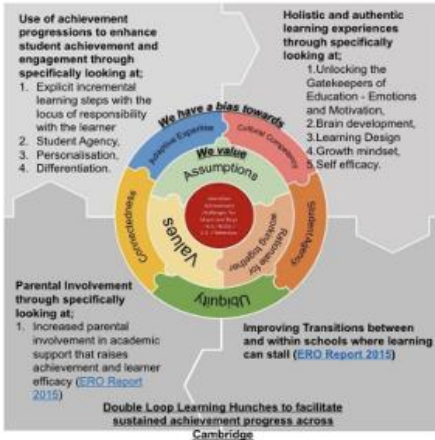 Use of achievement
progressions to enhance
student achievement and
engagement through
specifically looking at;
1. Explicit incremental
learning steps with the
locus of responsibility
with the learner
2. Student Agency,
3. Personalisation,
4. Differentiation.
Holistic and authentic
learning experiences
through specifically
looking at;
1.Unlocking the
Gatekeepers of
Education - Emotions
and Motivation,
2.Brain development,
3.Learning Design
4.Growth mindset,
5.Self efficacy.
We have a bias towards
Adaptive Expertise
Cultural Competency
We value
Assumptions
Connectedness
Values
Rationale for
working together
Student Agency
Ubiquity
Parental Involvement
through specifically
looking at;
1. Increased parental
involvement in academic
support that raises
achievement and learner
efficacy (ERO Report
2015)
Improving Transitions between
and within schools where learning
can stall (ERO Report 2015)
Double Loop Learning Hunches to facilitate
sustained achievement progress across
Cambridge